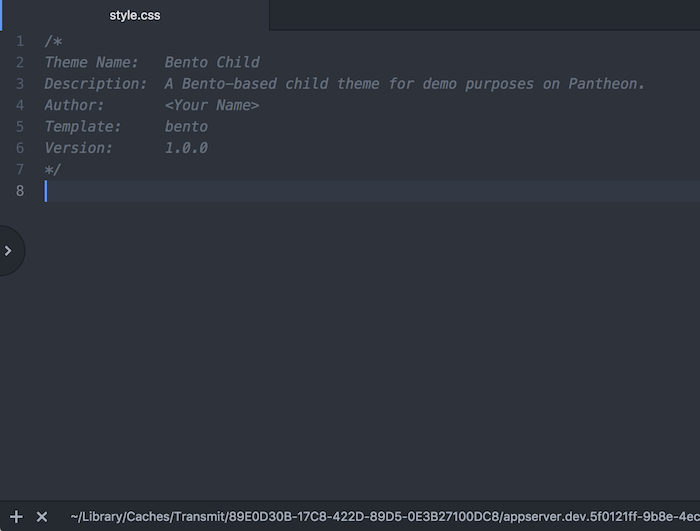 style.css
1 /*
2 Theme Name: Bento Child
3 Description: A Bento-based child theme for demo purposes on Pantheon.
4 Author: <Your Name>
5 Template: bento
6 Version: 1.0.0
7 */
8
~/Library/Caches/Transmit/89E0D30B-17C8-422D-89D5-0E3B27100DC8/appserver.dev.5f0121ff-9b8e-4e